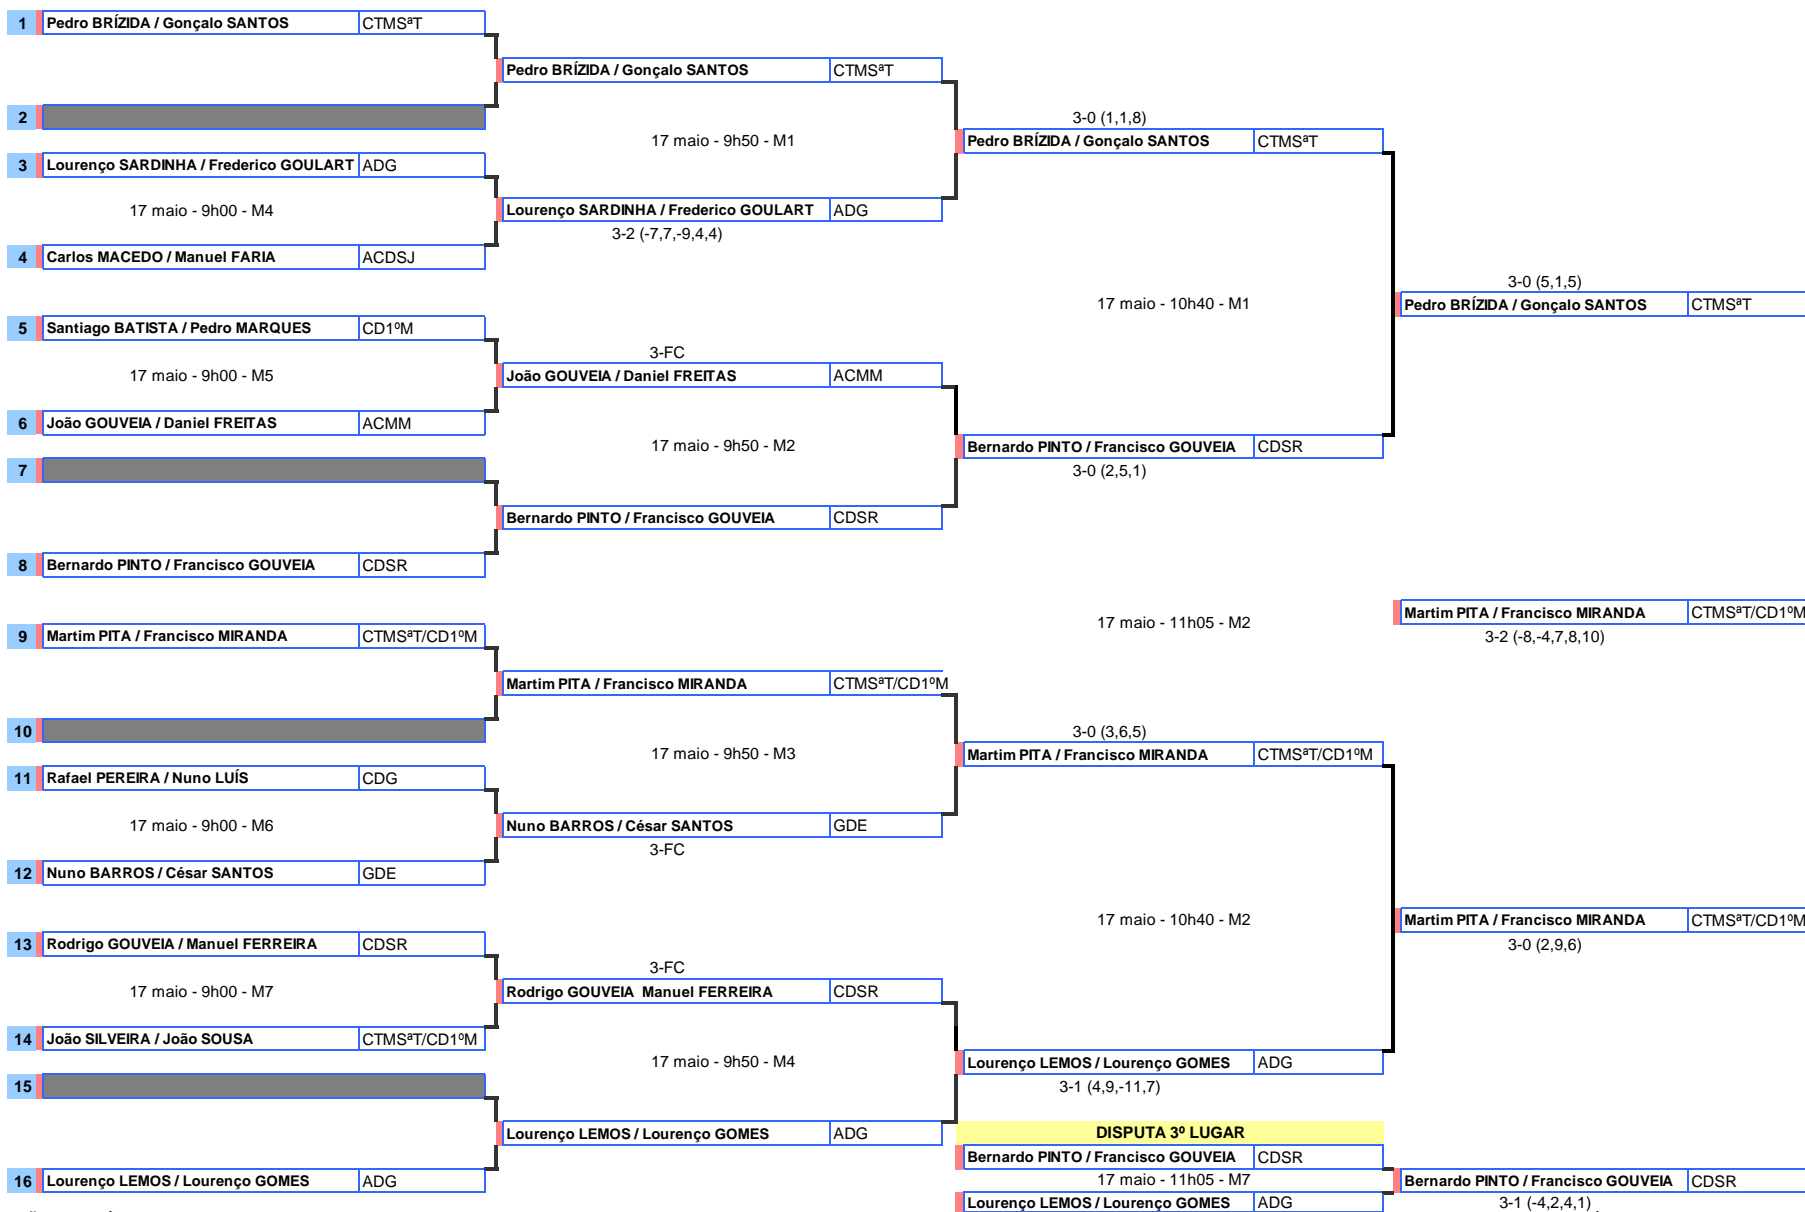 1 Pedro BRÍZIDA / Gonçalo SANTOS CTMSªT
Pedro BRÍZIDA / Gonçalo SANTOS CTMSªT
2
3-0 (1,1,8)
17 maio - 9h50 - M1
Pedro BRÍZIDA / Gonçalo SANTOS CTMSªT
3 Lourenço SARDINHA / Frederico GOULART ADG
17 maio - 9h00 - M4
Lourenço SARDINHA / Frederico GOULART ADG
3-2 (-7,7,-9,4,4)
4 Carlos MACEDO / Manuel FARIA ACDSJ
3-0 (5,1,5)
17 maio - 10h40 - M1
Pedro BRÍZIDA / Gonçalo SANTOS CTMSªT
5 Santiago BATISTA / Pedro MARQUES CD1ºM
3-FC
17 maio - 9h00 - M5
João GOUVEIA / Daniel FREITAS ACMM
6 João GOUVEIA / Daniel FREITAS ACMM
17 maio - 9h50 - M2
Bernardo PINTO / Francisco GOUVEIA CDSR
7
3-0 (2,5,1)
Bernardo PINTO / Francisco GOUVEIA CDSR
8 Bernardo PINTO / Francisco GOUVEIA CDSR
Martim PITA / Francisco MIRANDA CTMSªT/CD1ºM
17 maio - 11h05 - M2
9 Martim PITA / Francisco MIRANDA CTMSªT/CD1ºM
3-2 (-8,-4,7,8,10)
Martim PITA / Francisco MIRANDA CTMSªT/CD1ºM
10
3-0 (3,6,5)
17 maio - 9h50 - M3
Martim PITA / Francisco MIRANDA CTMSªT/CD1ºM
11 Rafael PEREIRA / Nuno LUÍS CDG
17 maio - 9h00 - M6
Nuno BARROS / César SANTOS GDE
3-FC
12 Nuno BARROS / César SANTOS GDE
17 maio - 10h40 - M2
Martim PITA / Francisco MIRANDA CTMSªT/CD1ºM
13 Rodrigo GOUVEIA / Manuel FERREIRA CDSR
3-0 (2,9,6)
3-FC
17 maio - 9h00 - M7
Rodrigo GOUVEIA Manuel FERREIRA CDSR
14 João SILVEIRA / João SOUSA CTMSªT/CD1ºM
17 maio - 9h50 - M4
Lourenço LEMOS / Lourenço GOMES ADG
15
3-1 (4,9,-11,7)
Lourenço LEMOS / Lourenço GOMES ADG
DISPUTA 3º LUGAR
Bernardo PINTO / Francisco GOUVEIA CDSR
16 Lourenço LEMOS / Lourenço GOMES ADG
17 maio - 11h05 - M7
Bernardo PINTO / Francisco GOUVEIA CDSR
Lourenço LEMOS / Lourenço GOMES ADG
3-1 (-4,2,4,1)